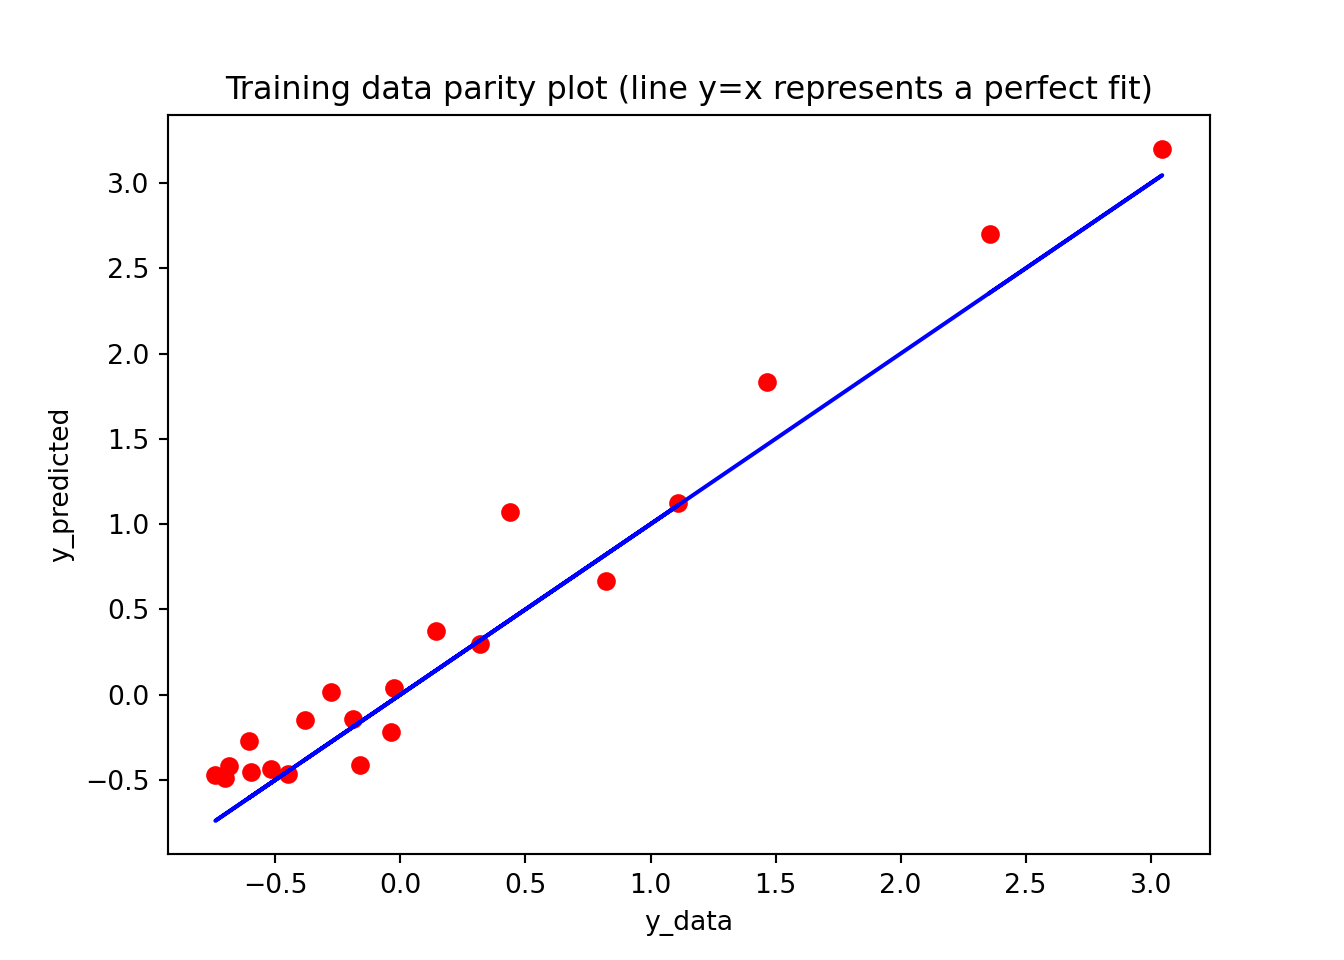 Training data parity plot (line y=x represents a perfect fit)
3.0
2.5
2.0
1.5
1.0
0.5
0.0
−0.5
y_predicted
−0.5 0.0 0.5 1.0 1.5 2.0 2.5 3.0
y_data